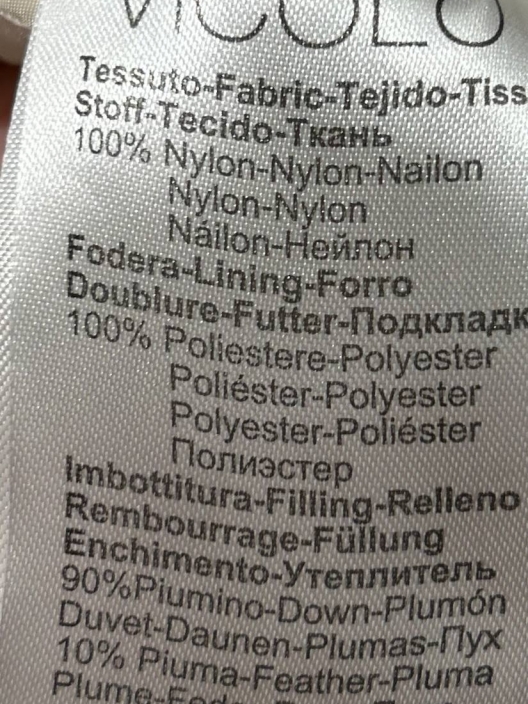 VICOLO
Tessuto-Fabric-Tejido-Tiss
Stoff-Tecido-Ткань
100% Nylon-Nylon-Nailon
Nylon-Nylon
Náilon-Нейлон
Fodera-Lining-Forro
Doublure-Futter-Подкладк
100% Poliestere-Polyester
Poliéster-Polyester
Polyester-Poliéster
Полиэстер
Imbottitura-Filling-Relleno
Rembourrage-Füllung
Enchimento-Утеплитель
90%Piumino-Down-Plumón
Duvet-Daunen-Plumas-Пух
10% Piuma-Feather-Pluma
Plume-